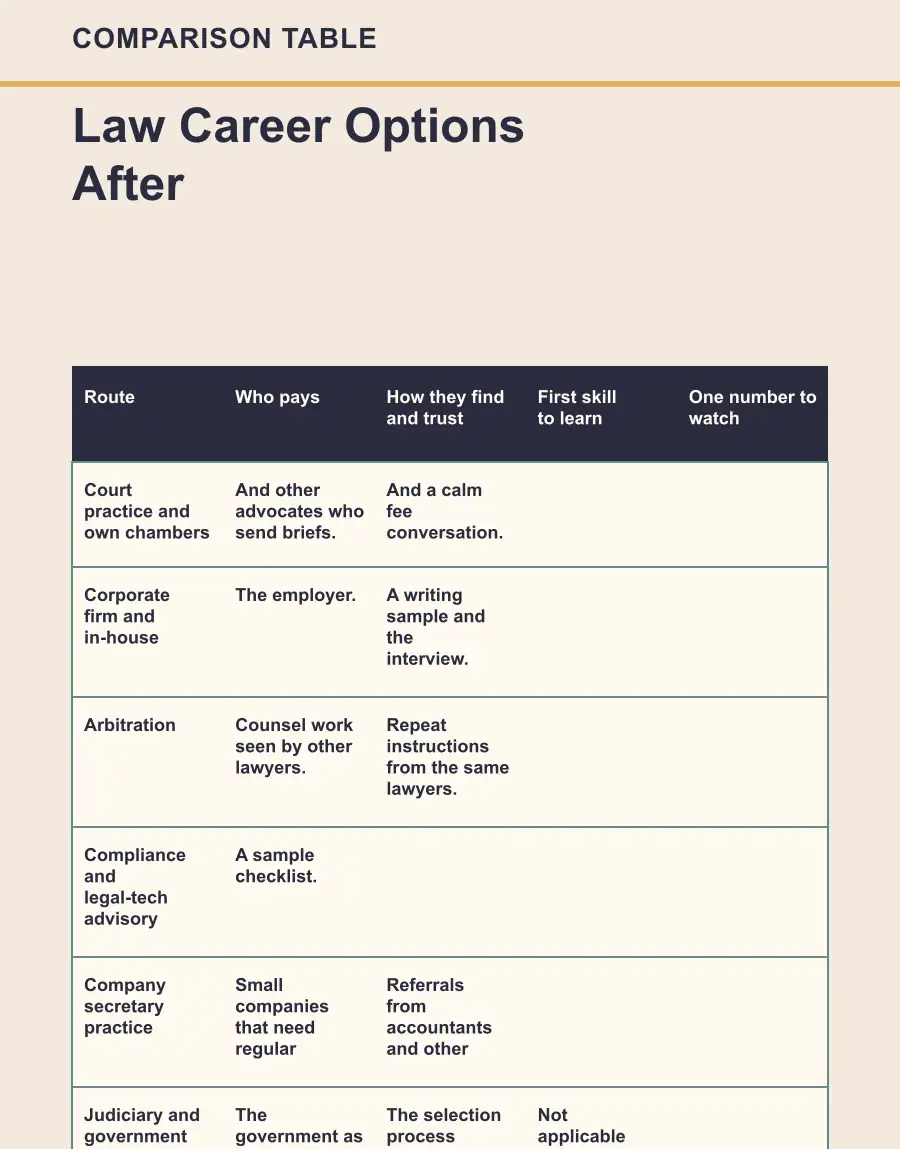 COMPARISON TABLE
Law Career Options
After
Route
Who pays
How they find
and trust
First skill
to learn
One number to
watch
Court
practice and
own chambers
And other
advocates who
send briefs.
And a calm
fee
conversation.
Corporate
firm and
in-house
The employer.
A writing
sample and
the
interview.
Arbitration
Counsel work
seen by other
lawyers.
Repeat
instructions
from the same
lawyers.
Compliance
and
legal-tech
advisory
A sample
checklist.
Company
secretary
practice
Small
companies
that need
regular
Referrals
from
accountants
and other
Judiciary and
government
The
government as
The selection
process
Not
applicable